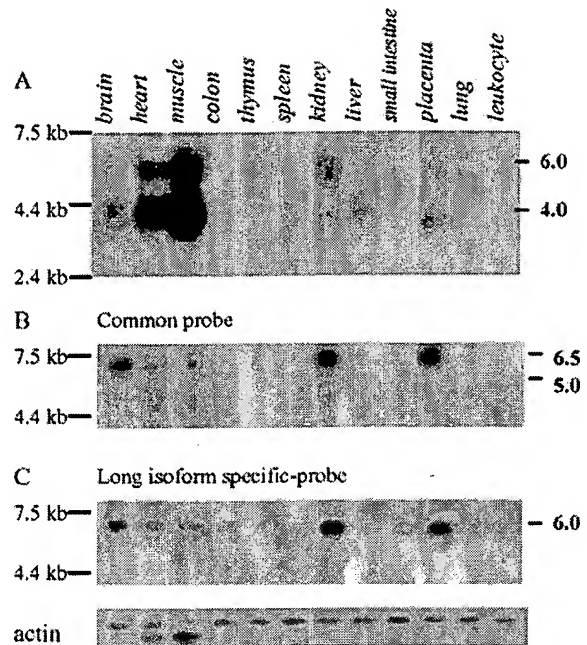 A
brain
heart
muscle
colon
thymus
spleen
kidney
liver
small intestine
placenta
lung
leukocyte
7.5 kb
4.4 kb
2.4 kb
6.0
4.0
B Common probe
7.5 kb
4.4 kb
6.5
5.0
C Long isoform specific-probe
7.5 kb
4.4 kb
6.0
actin